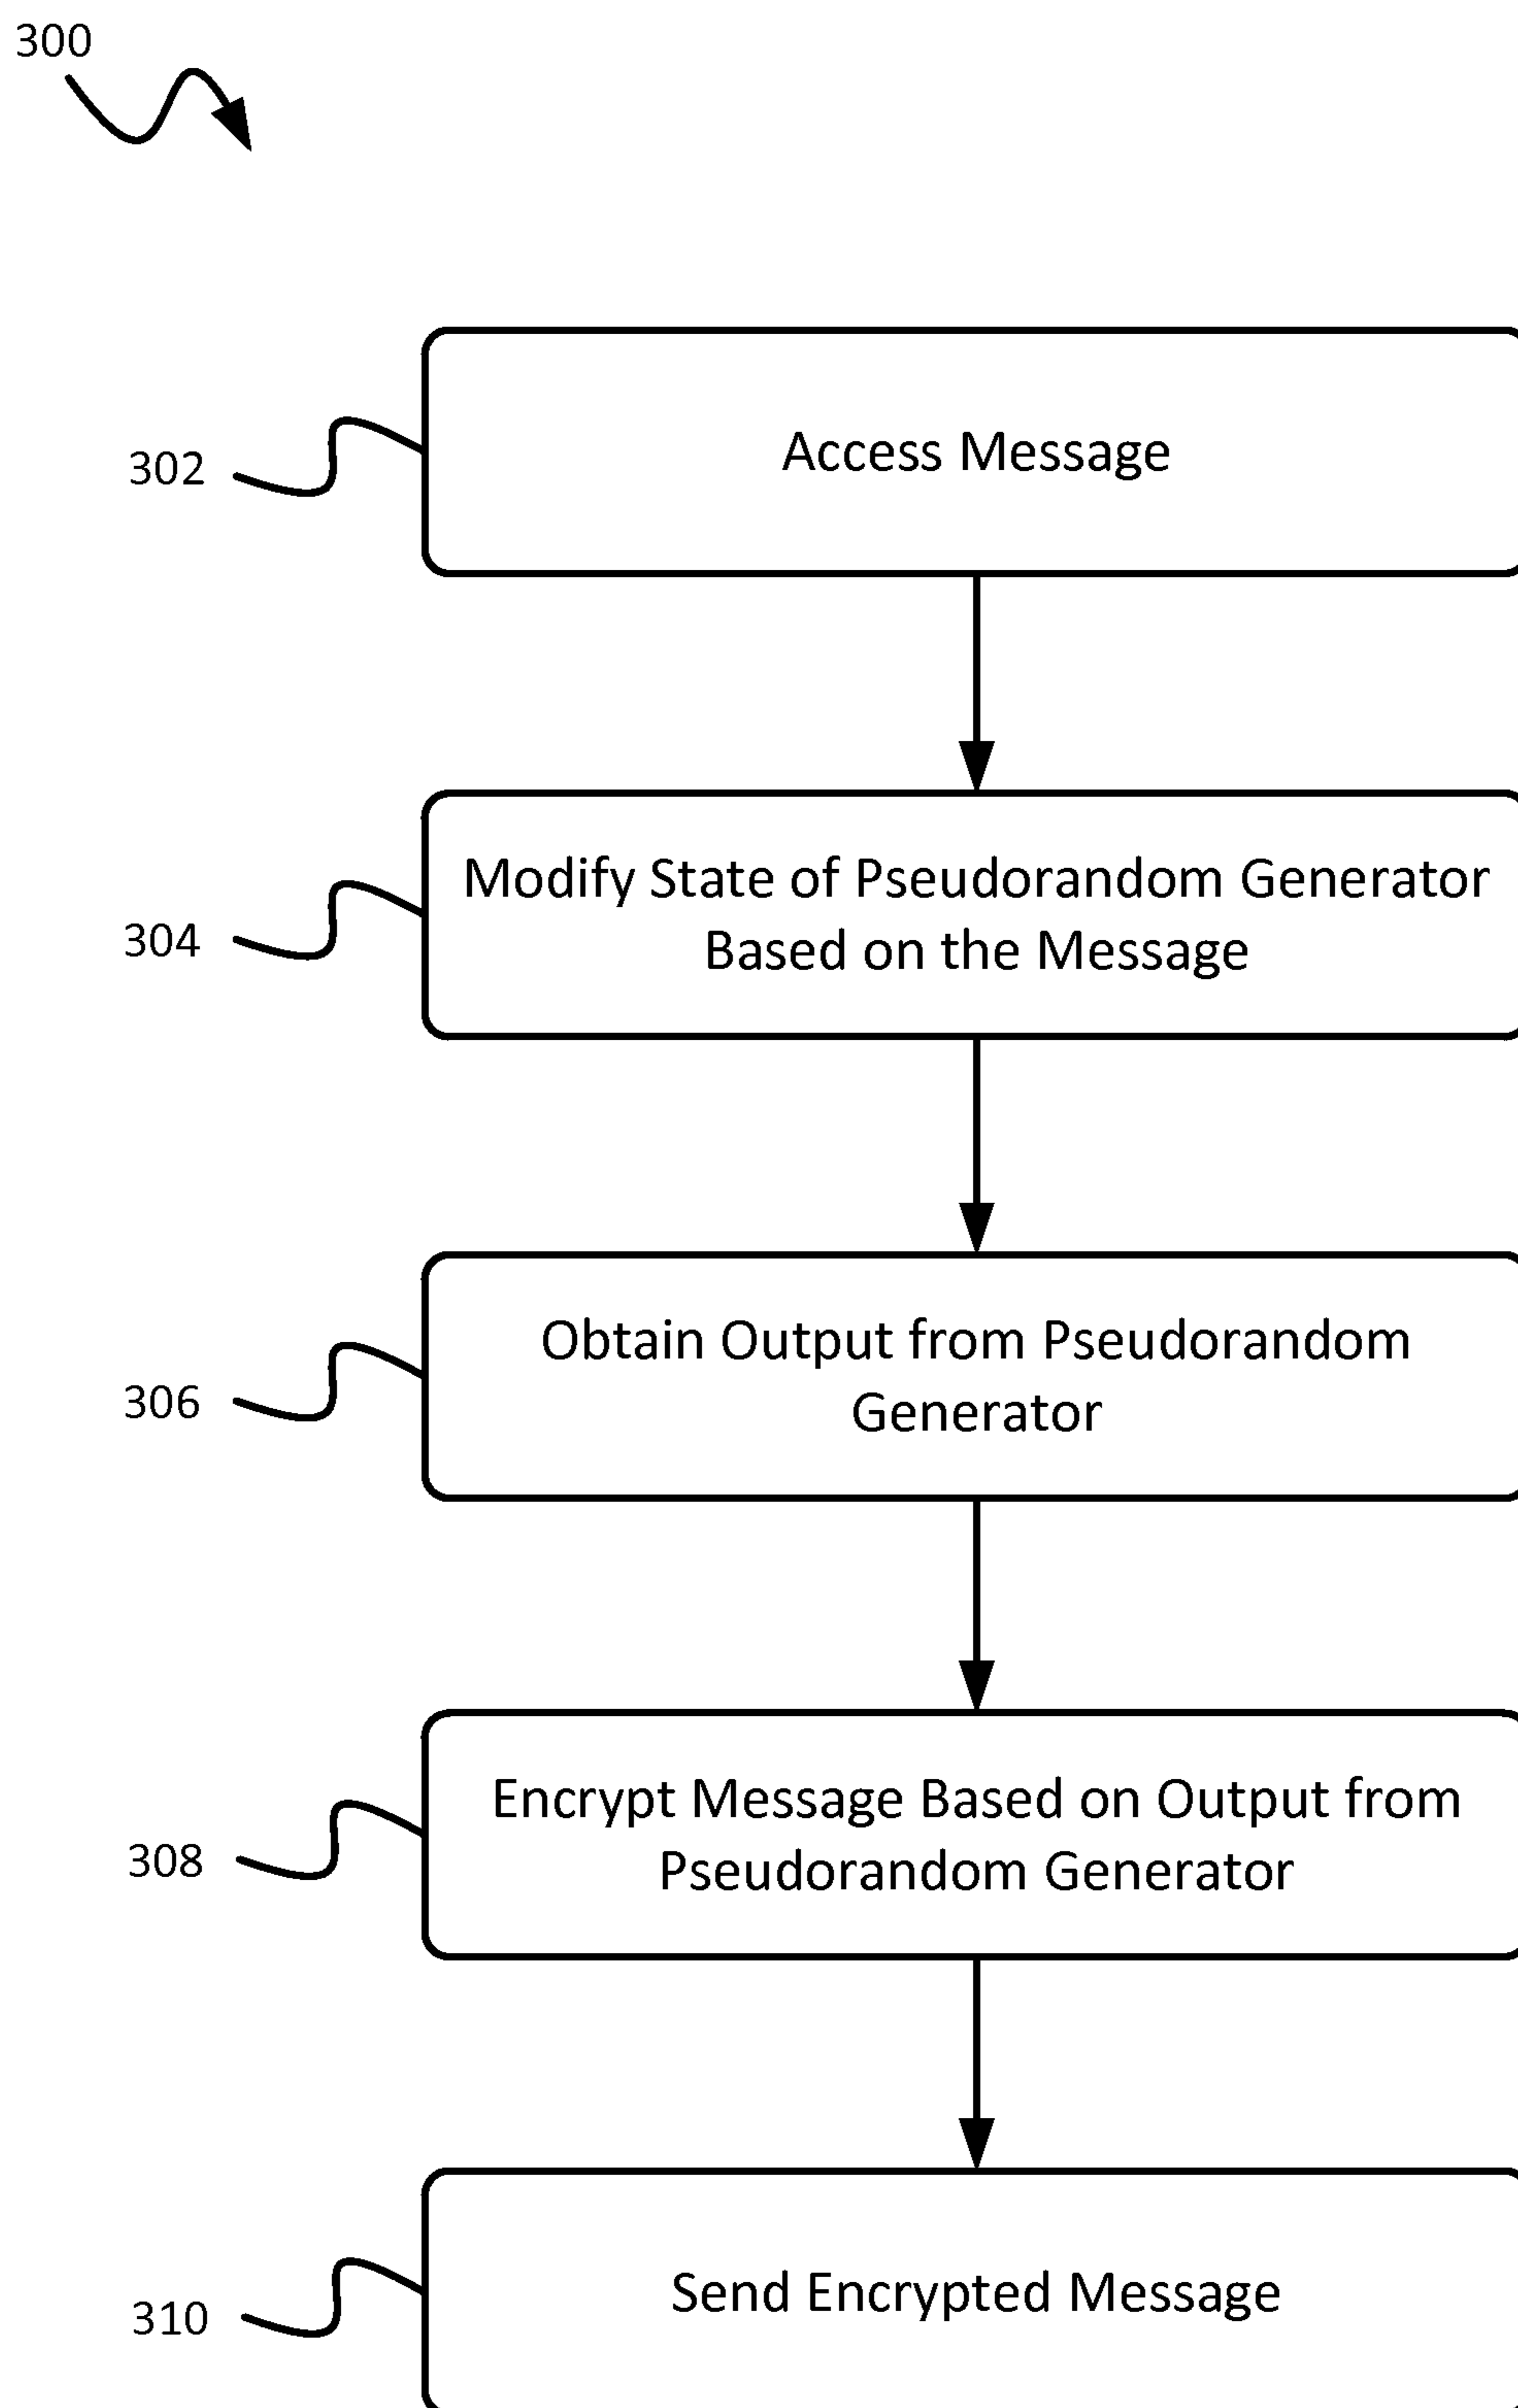 300
302
Access Message
304
Modify State of Pseudorandom Generator
Based on the Message
306
Obtain Output from Pseudorandom
Generator
308
Encrypt Message Based on Output from
Pseudorandom Generator
310
Send Encrypted Message